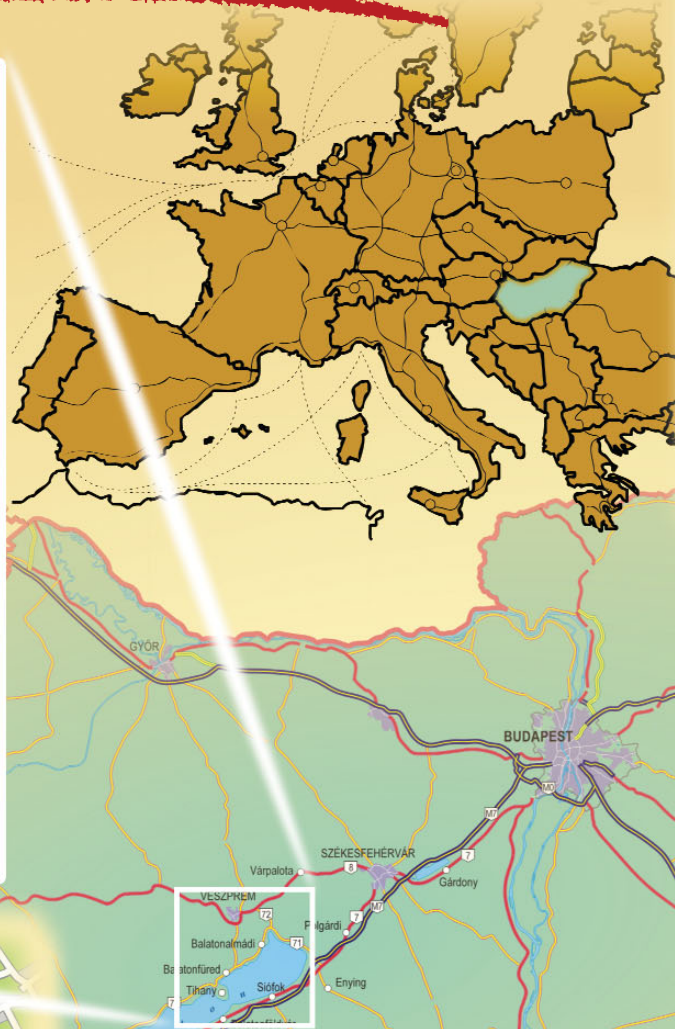 GYŐR
BUDAPEST
M0
M7
SZÉKESFEHÉRVÁR
7
Várpalota
8
Gárdony
VESZPRÉM
M7
72
7
Polgárdi
Balatonalmádi
71
Balatonfüred
Enying
Tihany
Siófok
7